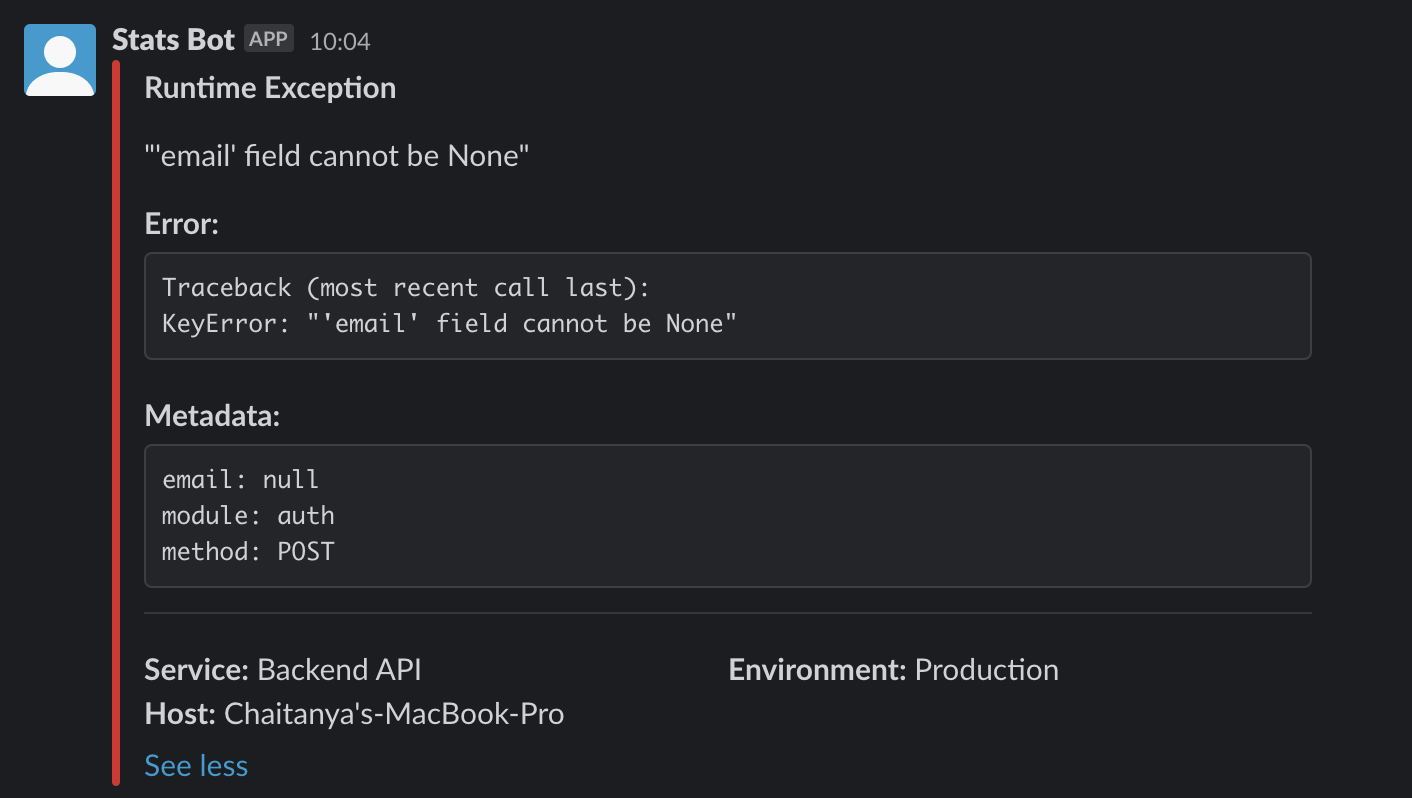 Stats Bot APP 10:04
Runtime Exception
"'email' field cannot be None"
Error:
Traceback (most recent call last):
KeyError: "'email' field cannot be None"
Metadata:
email: null
module: auth
method: POST
Service: Backend API Environment: Production
Host: Chaitanya's-MacBook-Pro
See less